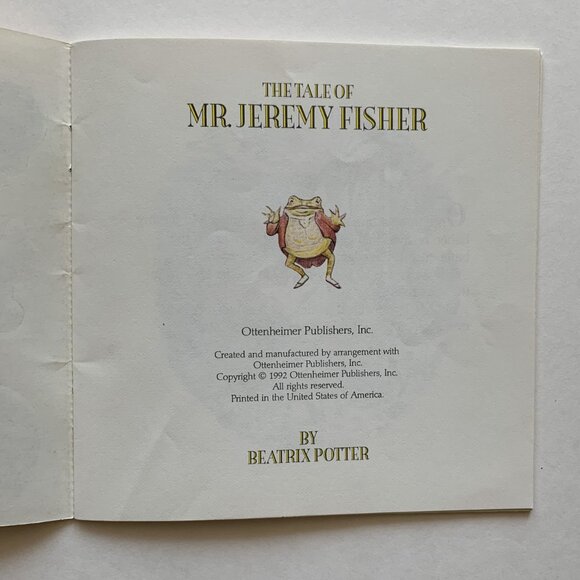 THE TALE OF
MR. JEREMY FISHER
Ottenheimer Publishers, Inc.
Created and manufactured by arrangement with
Ottenheimer Publishers, Inc.
Copyright © 1992 Ottenheimer Publishers, Inc.
All rights reserved.
Printed in the United States of America.
BY
BEATRIX POTTER